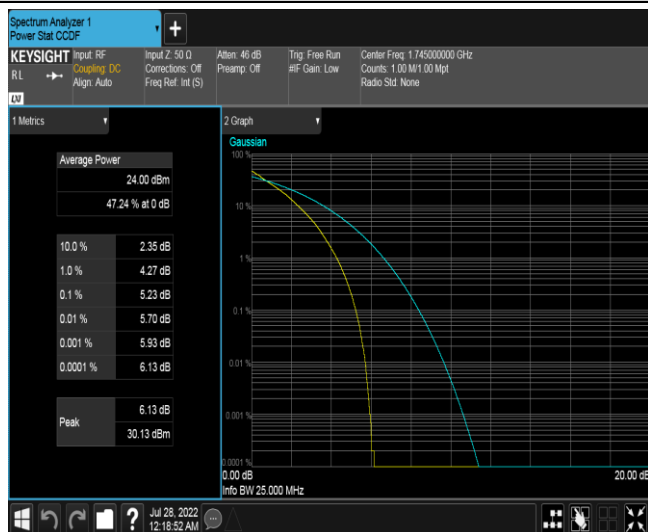 Spectrum Analyzer 1
Power Stat CCDF
+
KEYSIGHT
RL
LXI
Input: RF
Coupling: DC
Align: Auto
Input Z: 50 Ω
Corrections: Off
Freq Ref: Int (S)
Atten: 46 dB
Preamp: Off
Trig: Free Run
#IF Gain: Low
Center Freq: 1.745000000 GHz
Counts: 1.00 M/1.00 Mpt
Radio Std: None
1 Metrics
Average Power
24.00 dBm
47.24 % at 0 dB
10.0 % 2.35 dB
1.0 % 4.27 dB
0.1 % 5.23 dB
0.01 % 5.70 dB
0.001 % 5.93 dB
0.0001 % 6.13 dB
Peak
6.13 dB
30.13 dBm
2 Graph
Gaussian
100 %
10 %
1 %
0.1 %
0.01 %
0.001 %
0.0001 %
0.00 dB
20.00 dB
Info BW 25.000 MHz
?
Jul 28, 2022
12:18:52 AM